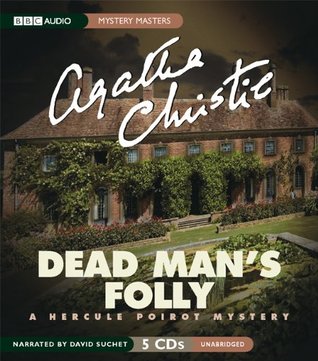 BBC AUDIO MYSTERY MASTERS
Agatha
Christie
DEAD MAN'S
FOLLY
A HERCULE POIROT MYSTERY
NARRATED BY DAVID SUCHET 5 CDs UNABRIDGED